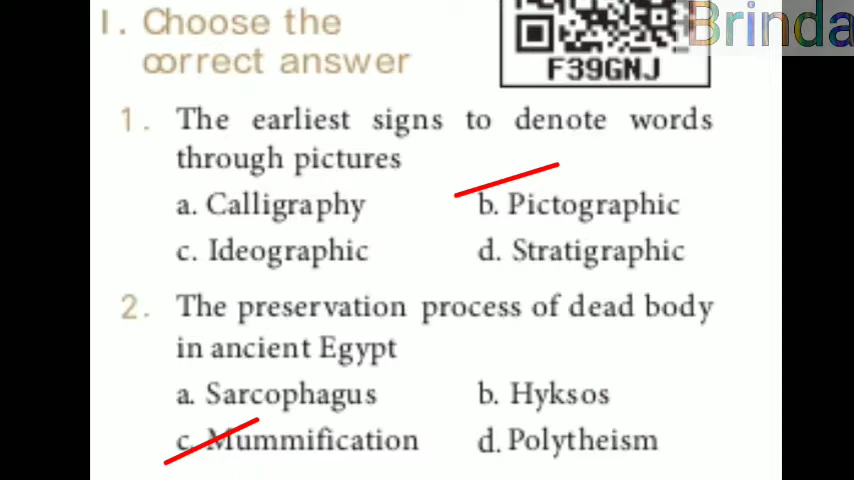 Brinda
I. Choose the
correct answer
F39GNJ
1. The earliest signs to denote words
through pictures
a. Calligraphy b. Pictographic
c. Ideographic d. Stratigraphic
2. The preservation process of dead body
in ancient Egypt
a. Sarcophagus b. Hyksos
c. Mummification d. Polytheism